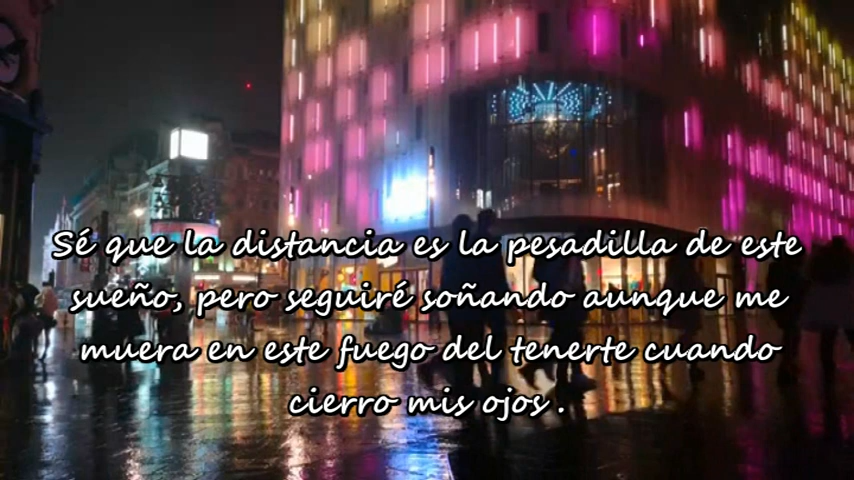 Sé que la distancia es la pesadilla de este
sueño, pero seguiré soñando aunque me
muera en este fuego del tenerte cuando
cierro mis ojos .